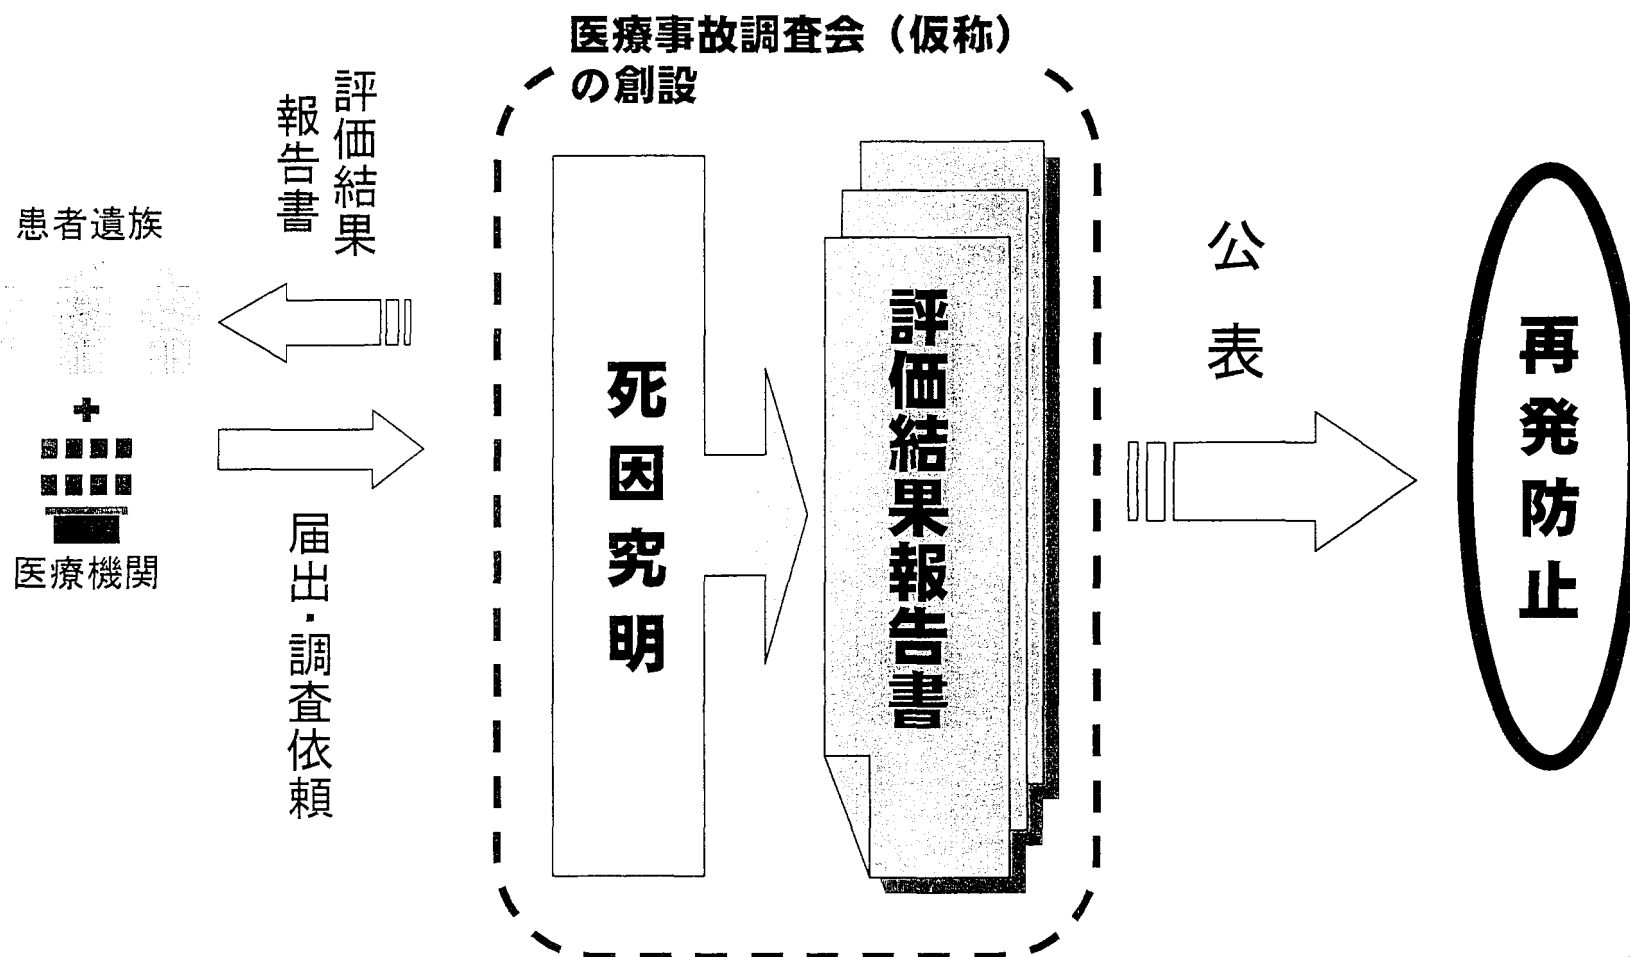 医療事故調査会（仮称）
の創設
評価結果
報告書
患者遺族
医療機関
届出・調査依頼
死因究明
評価結果報告書
公表
再発防止